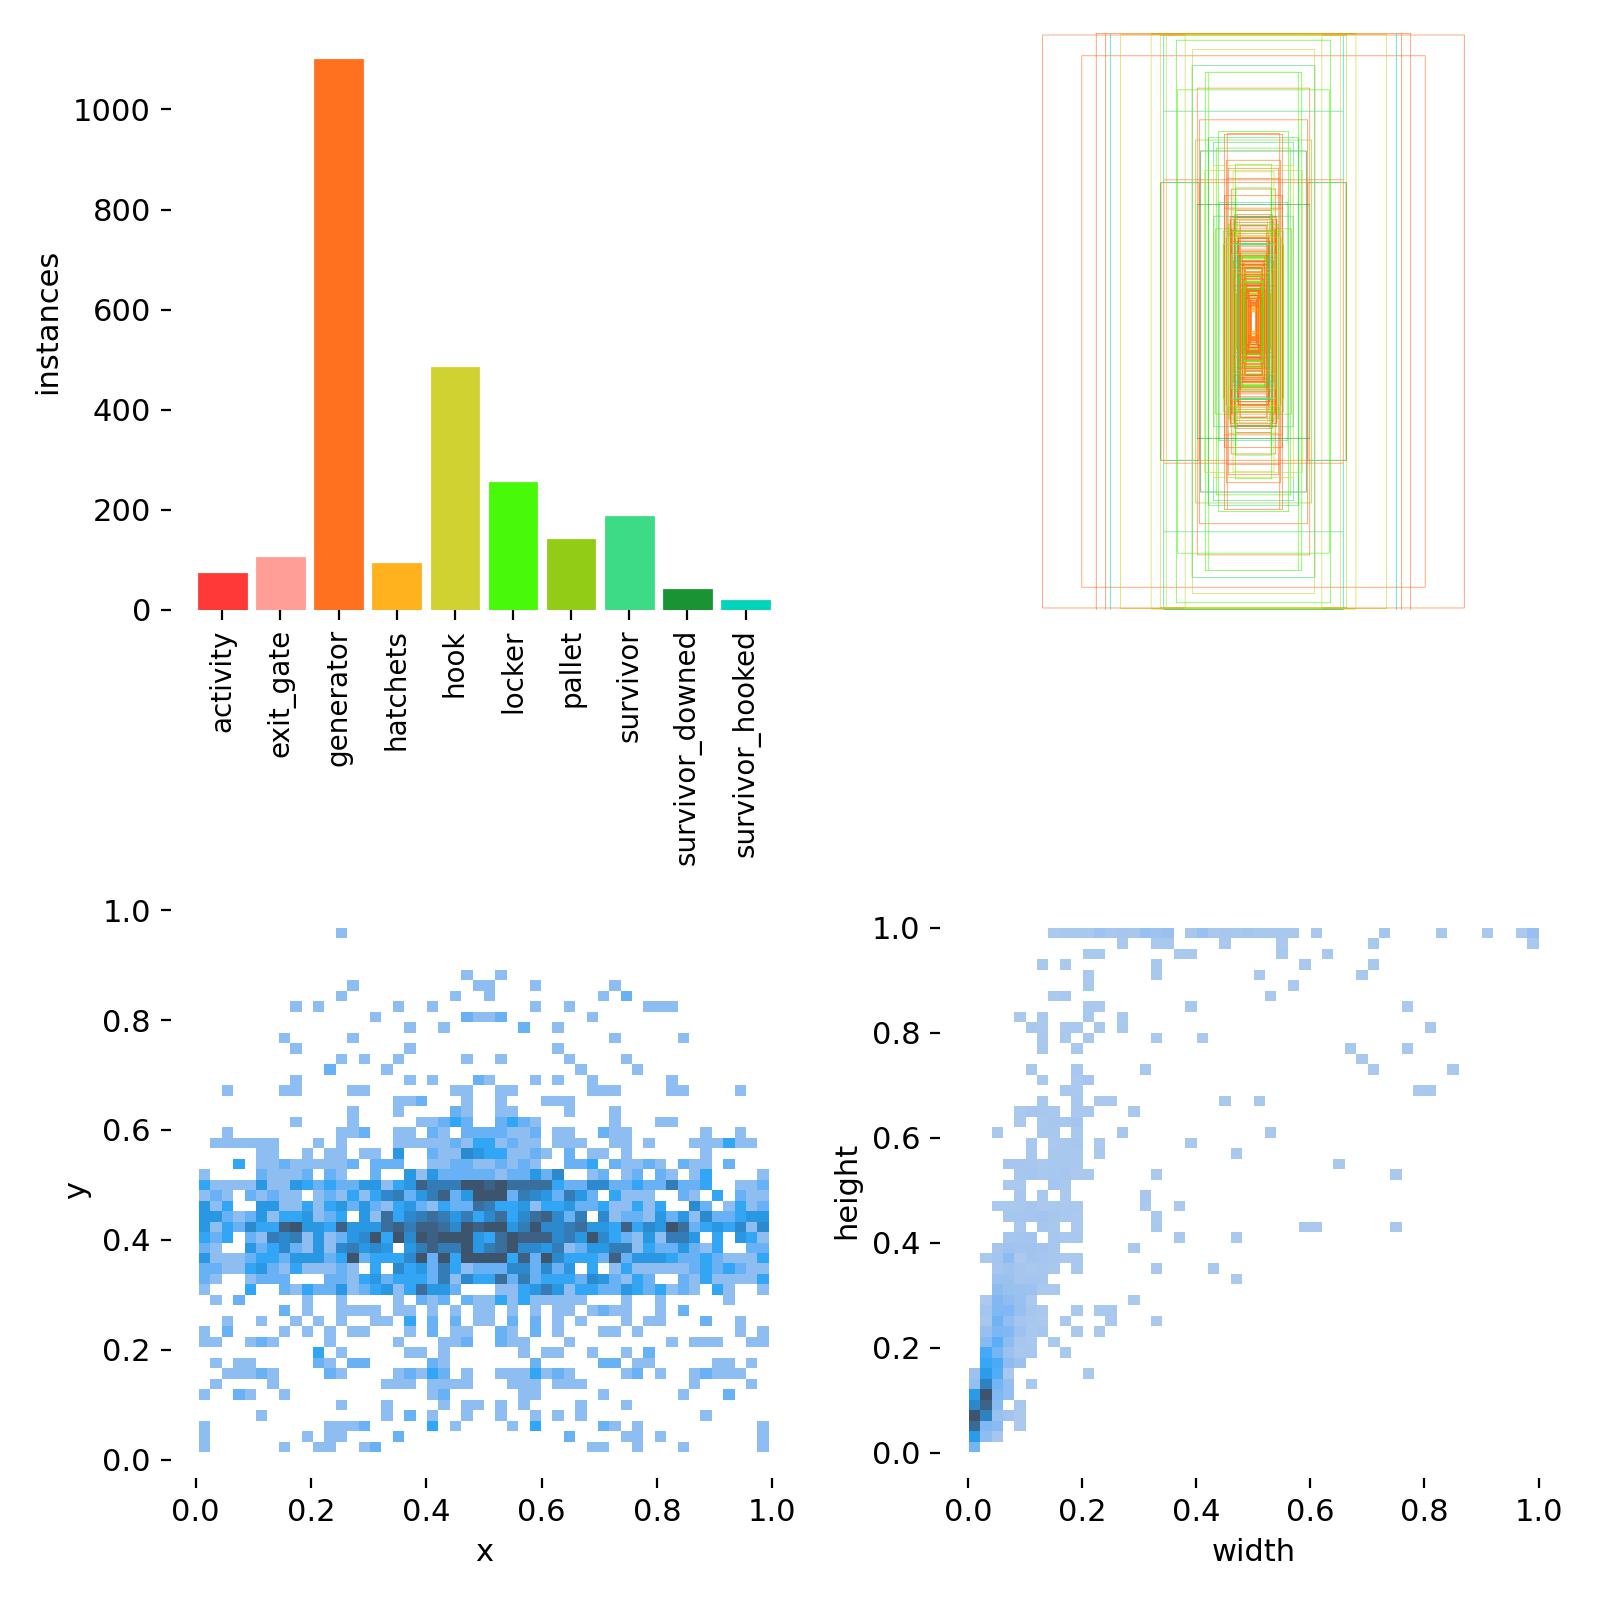 1000
800
600
400
200
0
instances
activity
exit_gate
generator
hatchets
hook
locker
pallet
survivor
survivor_downed
survivor_hooked
1.0
0.8
0.6
0.4
0.2
0.0
y
0.0 0.2 0.4 0.6 0.8 1.0
x
1.0
0.8
0.6
0.4
0.2
0.0
height
0.0 0.2 0.4 0.6 0.8 1.0
width